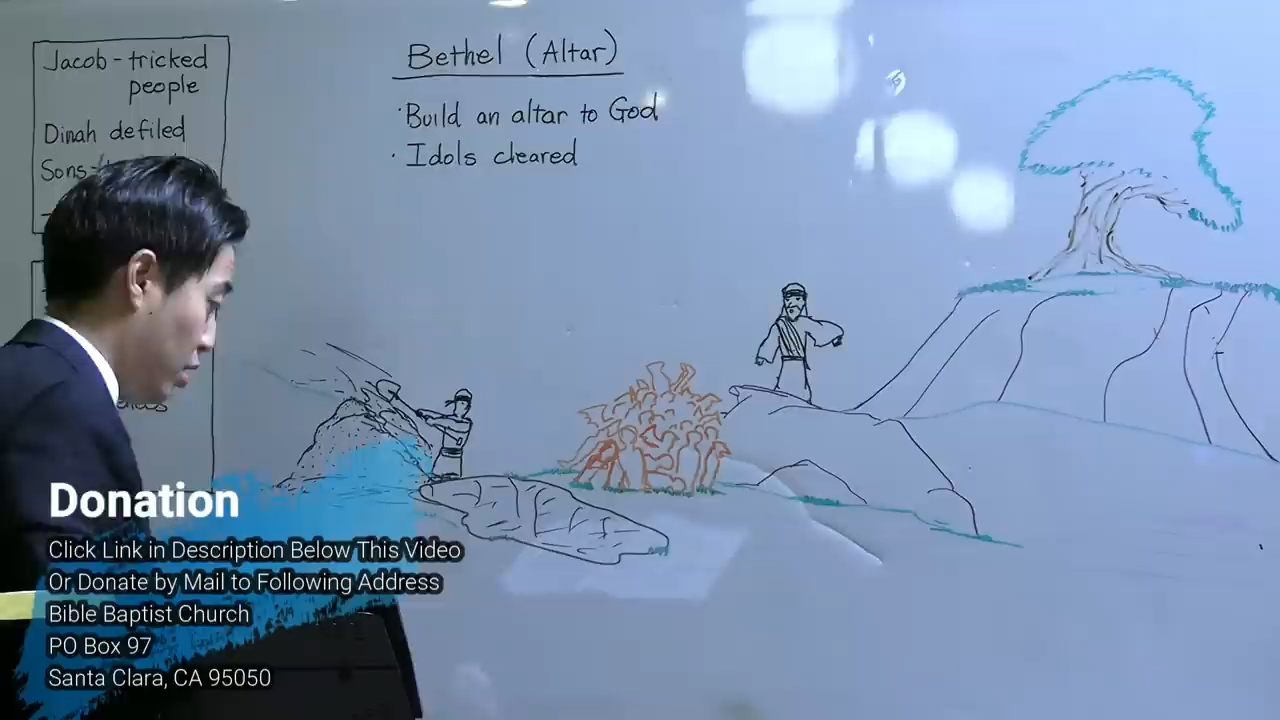 Jacob - tricked
people
Dinah defiled
Sons
Bethel (Altar)
· Build an altar to God
· Idols cleared
Donation
Click Link in Description Below This Video
Or Donate by Mail to Following Address
Bible Baptist Church
PO Box 97
Santa Clara, CA 95050